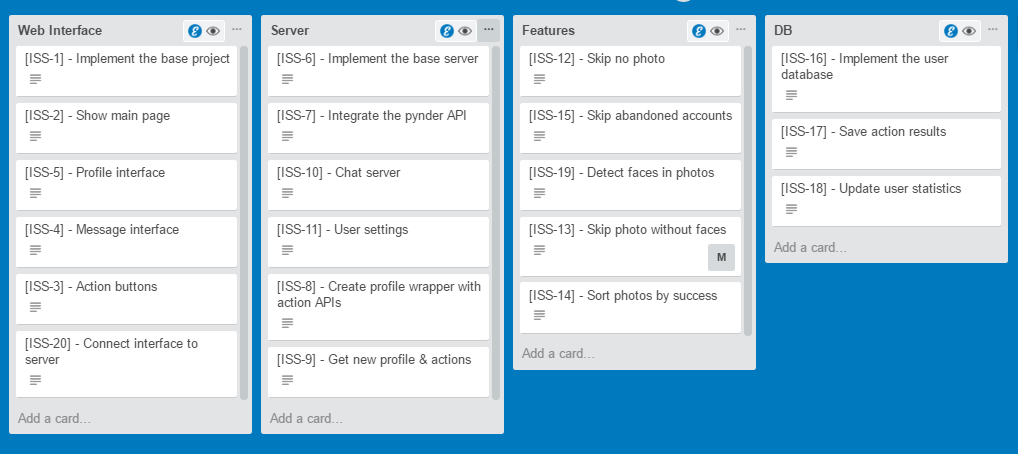 Web Interface
[ISS-1] - Implement the base project
[ISS-2] - Show main page
[ISS-5] - Profile interface
[ISS-4] - Message interface
[ISS-3] - Action buttons
[ISS-20] - Connect interface to
server
Add a card...
Server
[ISS-6] - Implement the base server
[ISS-7] - Integrate the pynder API
[ISS-10] - Chat server
[ISS-11] - User settings
[ISS-8] - Create profile wrapper with
action APIs
[ISS-9] - Get new profile & actions
Add a card...
Features
[ISS-12] - Skip no photo
[ISS-15] - Skip abandoned accounts
[ISS-19] - Detect faces in photos
[ISS-13] - Skip photo without faces
M
[ISS-14] - Sort photos by success
Add a card...
DB
[ISS-16] - Implement the user
database
[ISS-17] - Save action results
[ISS-18] - Update user statistics
Add a card...